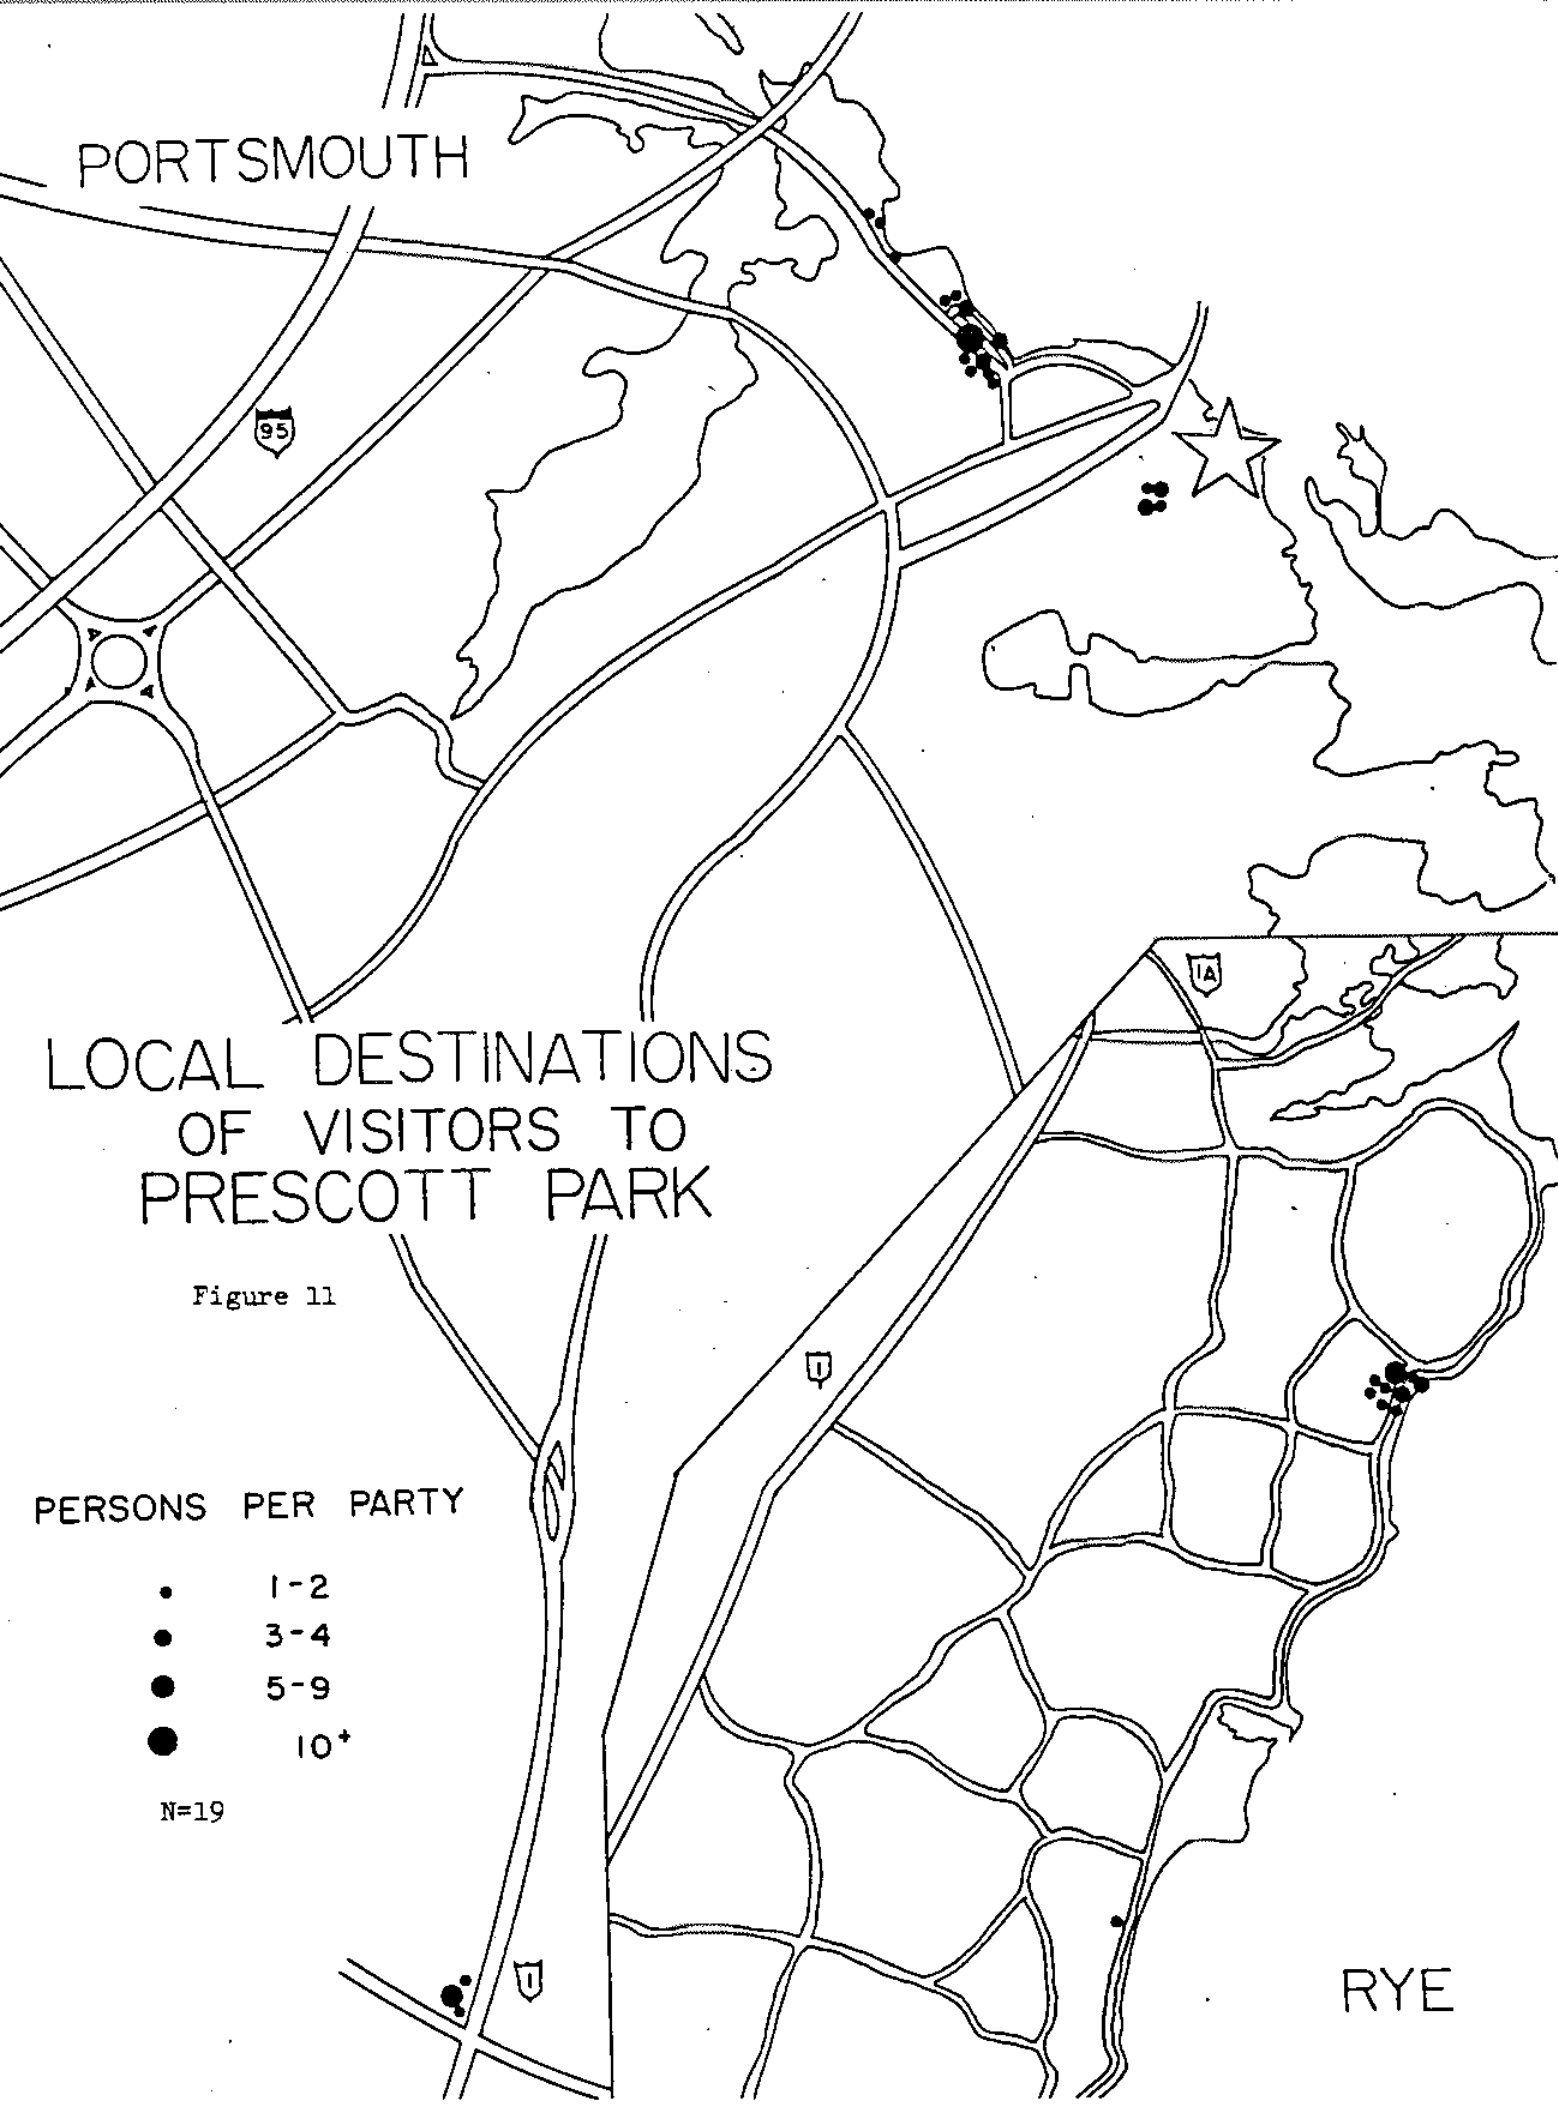 PORTSMOUTH
95
1A
LOCAL DESTINATIONS
OF VISITORS TO
PRESCOTT PARK
Figure 11
1
PERSONS PER PARTY
1-2
3-4
5-9
10+
N=19
1
RYE